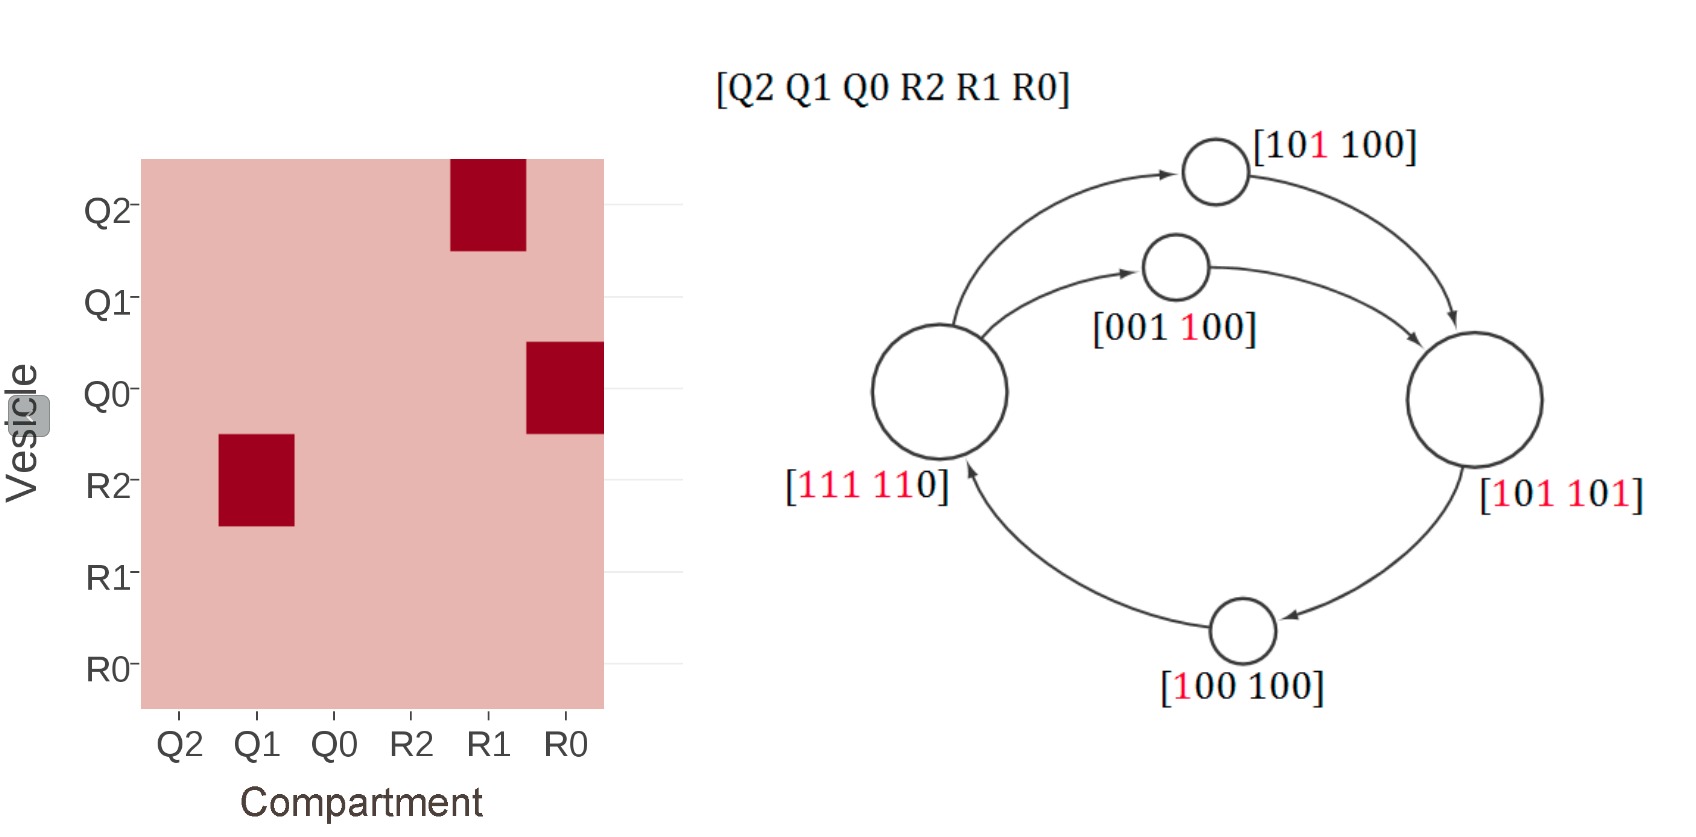 [Q2 Q1 Q0 R2 R1 R0]
[101 100]
[001 100]
[111 110]
[101 101]
[100 100]
Vesicle
Q2
Q1
Q0
R2
R1
R0
Q2 Q1 Q0 R2 R1 R0
Compartment